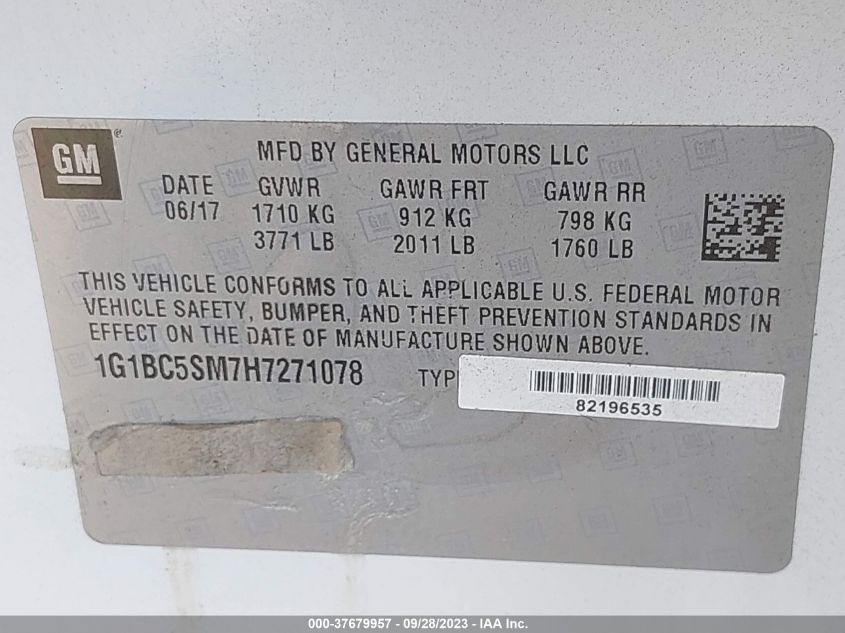 GM
MFD BY GENERAL MOTORS LLC
DATE GVWR GAWR FRT GAWR RR
06/17 1710 KG 912 KG 798 KG
3771 LB 2011 LB 1760 LB
THIS VEHICLE CONFORMS TO ALL APPLICABLE U.S. FEDERAL MOTOR
VEHICLE SAFETY, BUMPER, AND THEFT PREVENTION STANDARDS IN
EFFECT ON THE DATE OF MANUFACTURE SHOWN ABOVE.
1G1BC5SM7H7271078 TYP
82196535
000-37679957 - 09/28/2023 - IAA Inc.